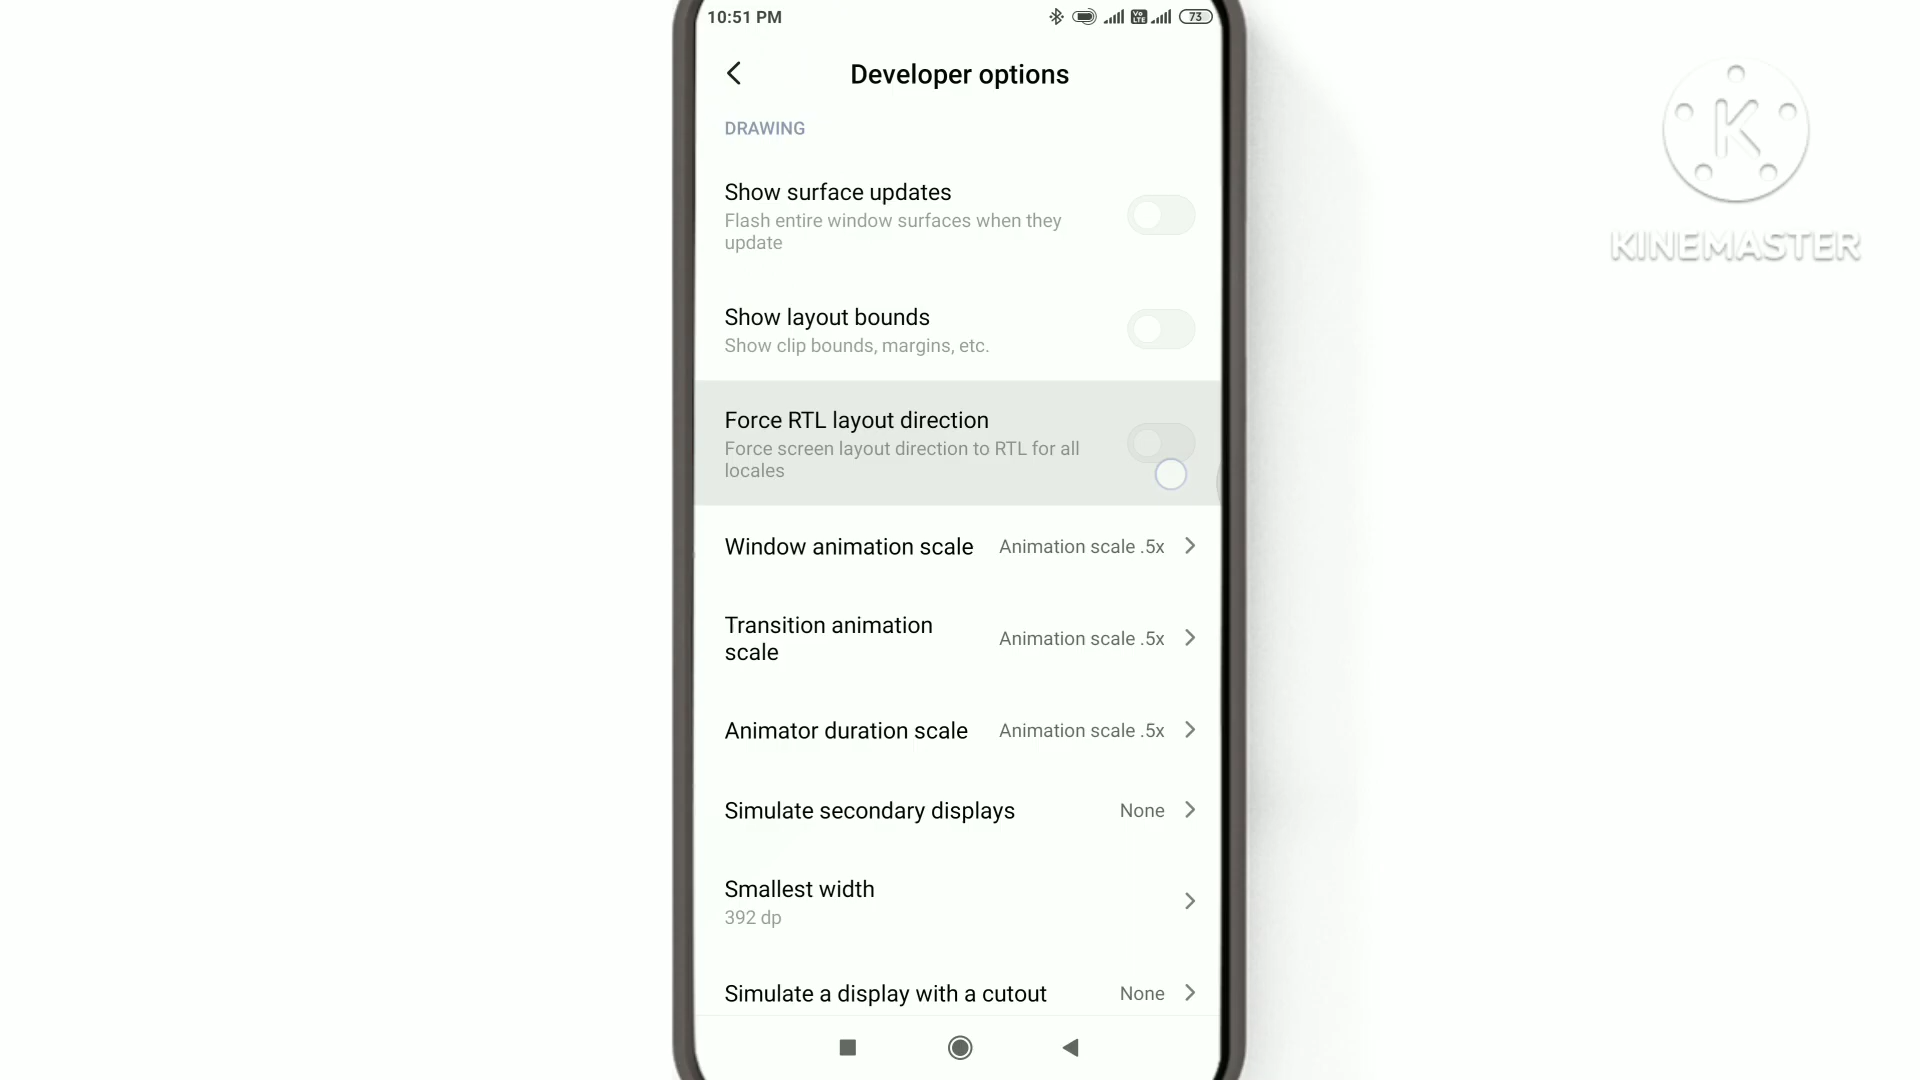 10:51 PM
Vo LTE
73
Developer options
DRAWING
Show surface updates
Flash entire window surfaces when they
update
Show layout bounds
Show clip bounds, margins, etc.
Force RTL layout direction
Force screen layout direction to RTL for all
locales
Window animation scale Animation scale .5x
Transition animation
scale
Animation scale .5x
Animator duration scale Animation scale .5x
Simulate secondary displays None
Smallest width
392 dp
Simulate a display with a cutout None
K
KINEMASTER